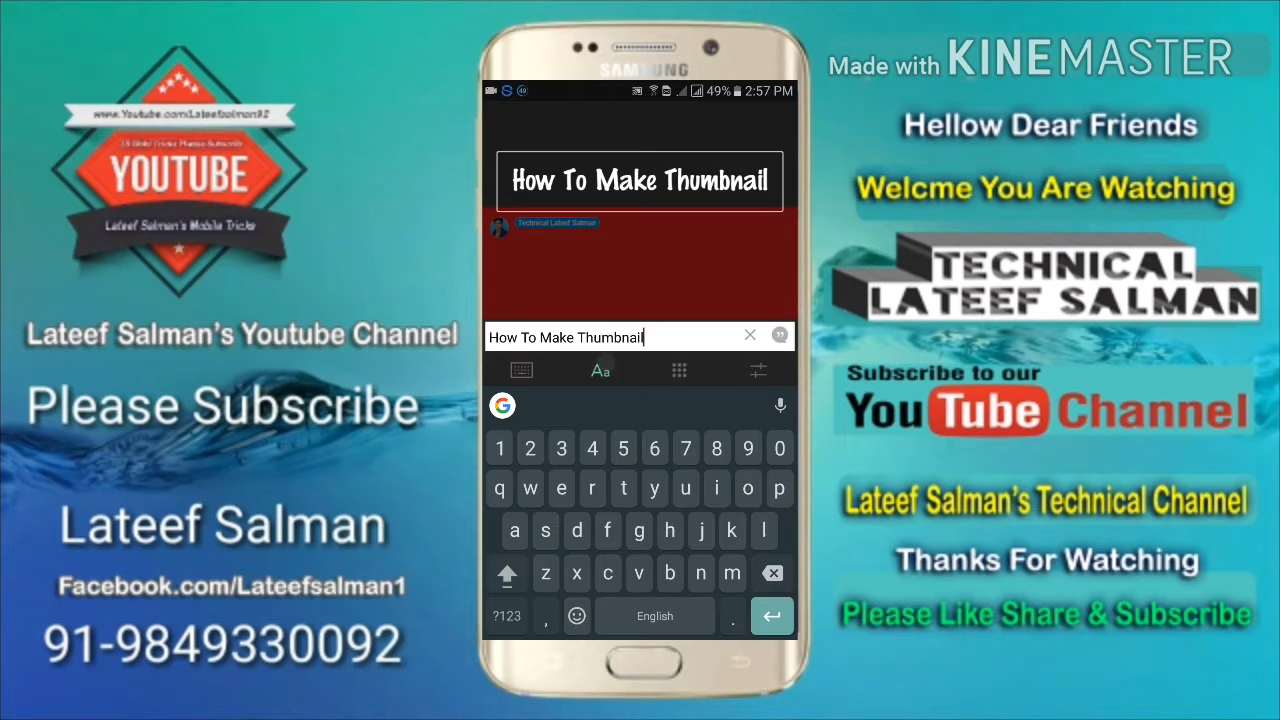 www.Youtube.com/Lateefsalman92
YOUTUBE
Lateef Salman's Mobile Tricks
Lateef Salman's Youtube Channel
Please Subscribe
Lateef Salman
Facebook.com/Lateefsalman1
91-9849330092
SAMSUNG
49
49% 2:57 PM
How To Make Thumbnail
Technical Lateef Salman
How To Make Thumbnail
Aa
G
1 2 3 4 5 6 7 8 9 0
q w e r t y u i o p
a s d f g h j k l
z x c v b n m
?123 , English .
Made with KINEMASTER
Hellow Dear Friends
Welcme You Are Watching
TECHNICAL
LATEEF SALMAN
Subscribe to our
YouTube Channel
Lateef Salman's Technical Channel
Thanks For Watching
Please Like Share & Subscribe